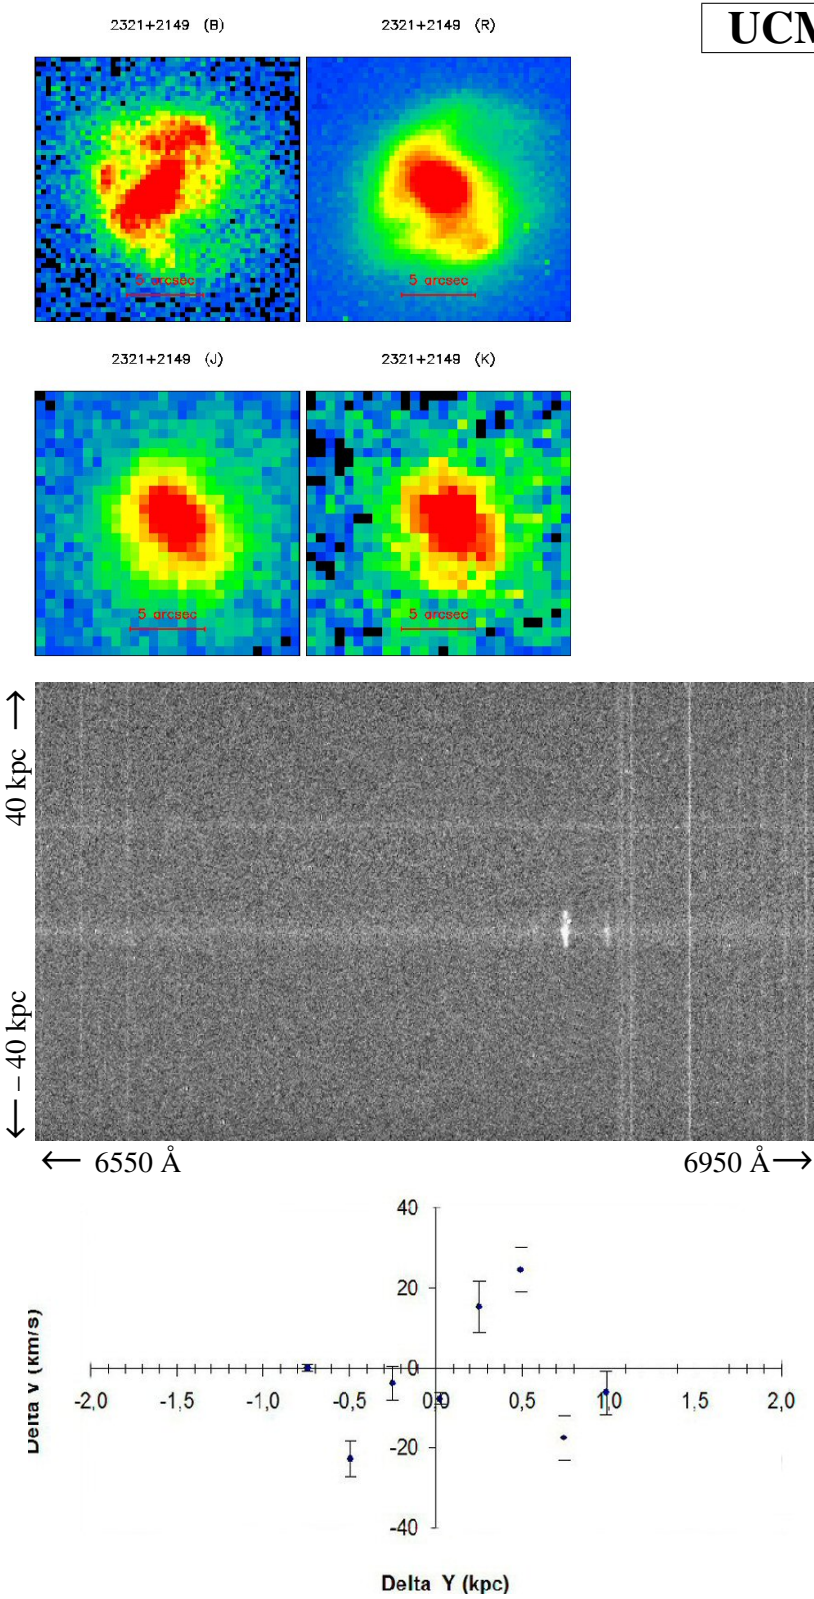 2321+2149 (B)
2321+2149 (R)
UCM
5 arcsec
5 arcsec
2321+2149 (J)
2321+2149 (K)
5 arcsec
5 arcsec
← – 40 kpc
40 kpc →
← 6550 Å
6950 Å →
40
20
0
-2,0 -1,5 -1,0 -0,5 0,0 0,5 1,0 1,5 2,0
-20
-40
Delta V (km/s)
Delta Y (kpc)